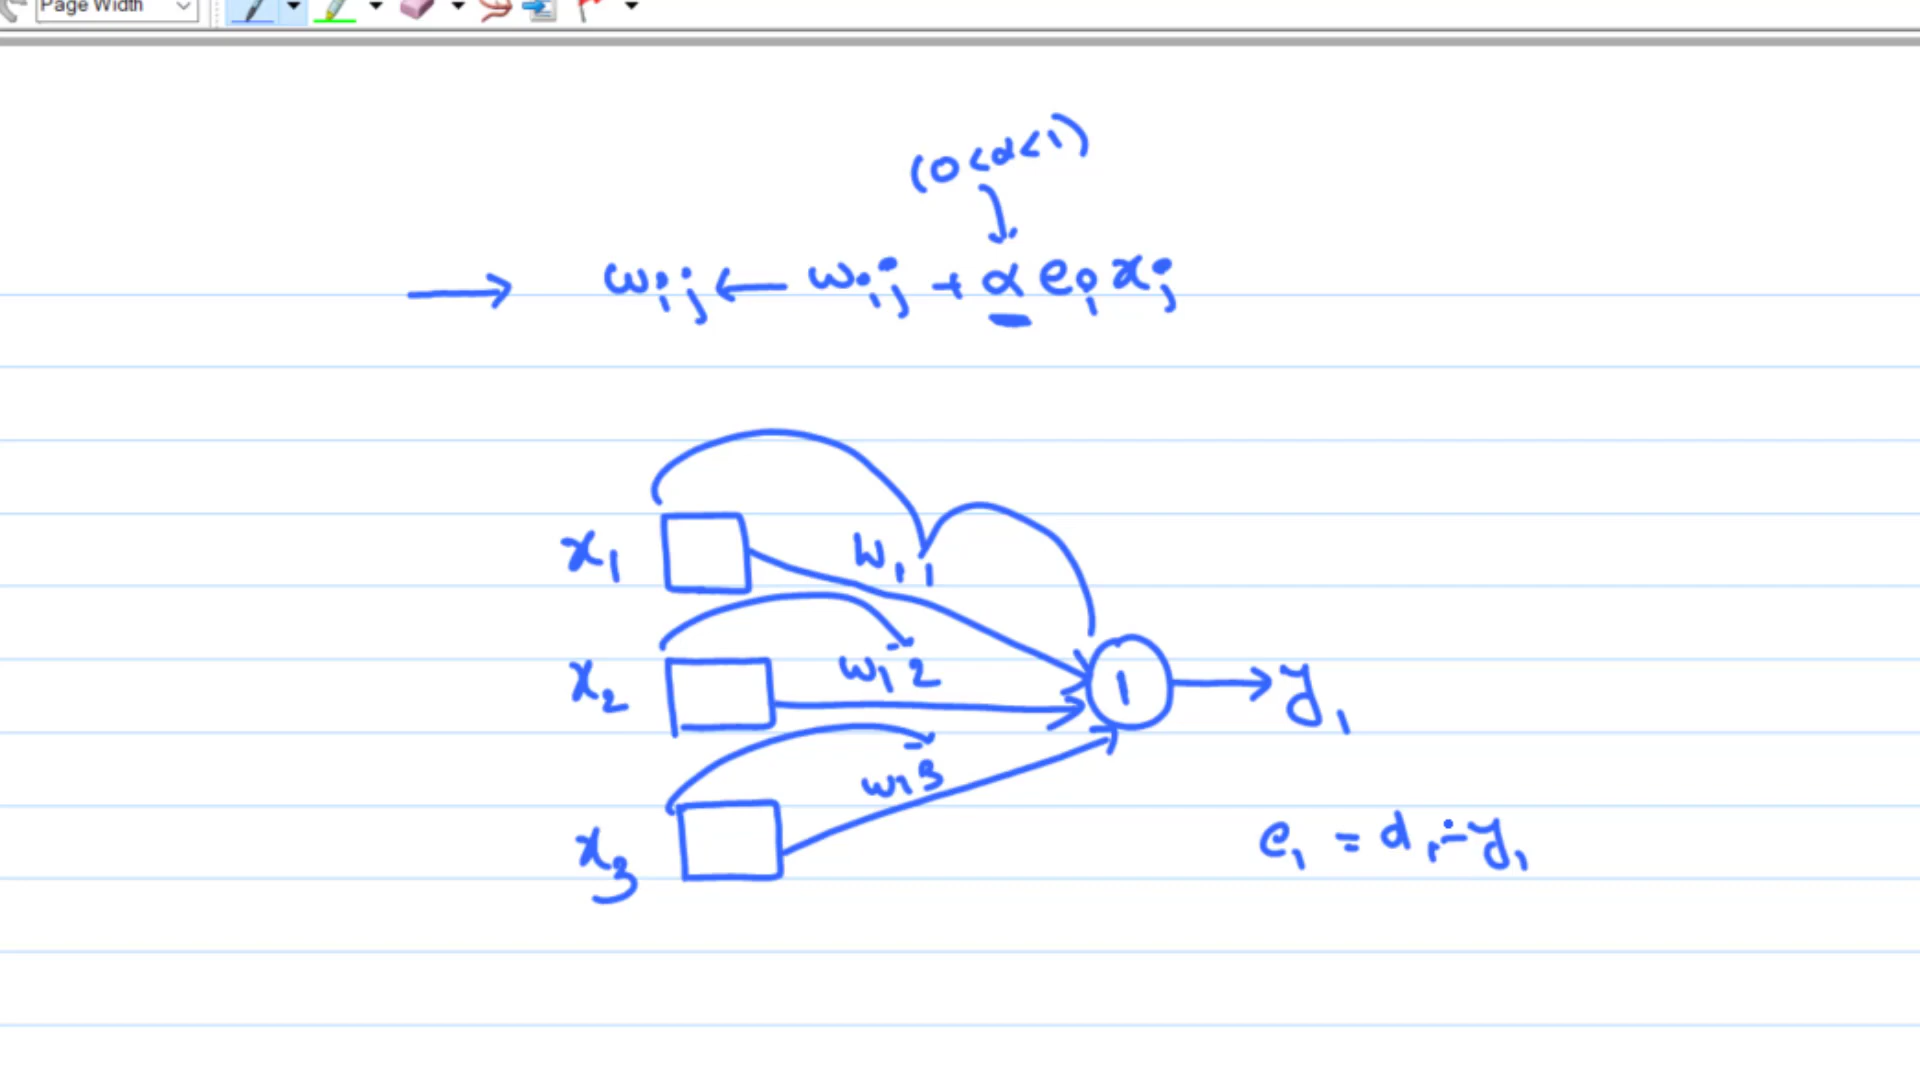 Page Width
(0<α<1)
→ wij ← wij + α ei xj
x1 w11
x2 w12 1 → y1
x3 w13
e1 = d1 - y1